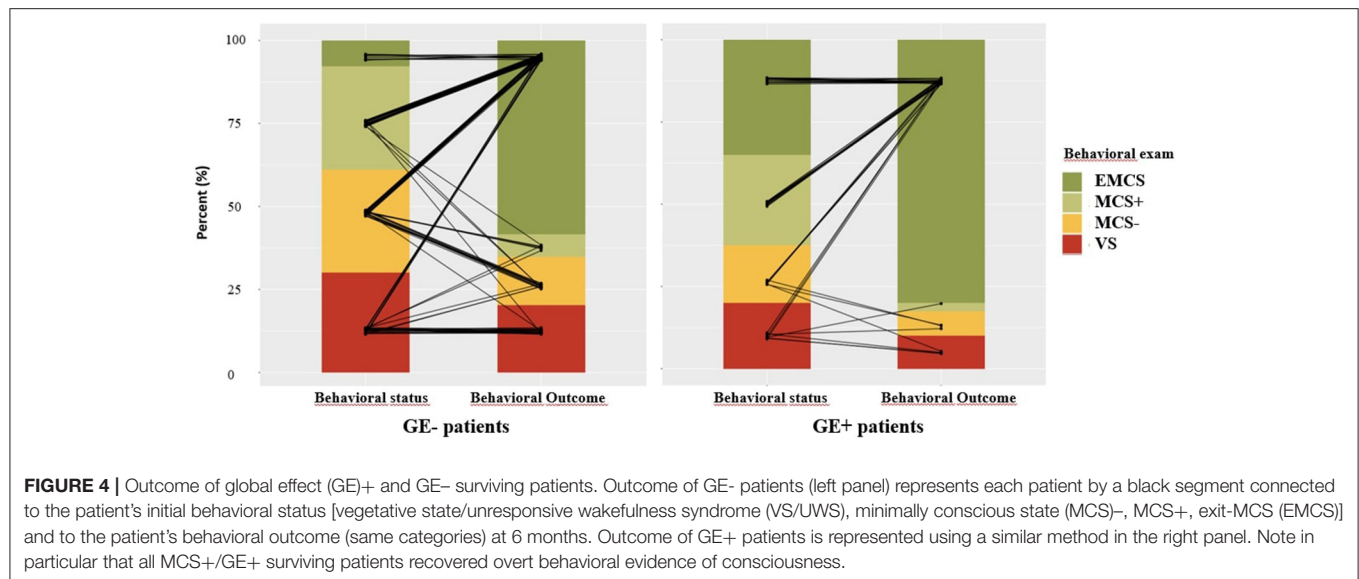 100
75
50
25
0
Percent (%)
Behavioral status Behavioral Outcome
GE- patients
Behavioral status Behavioral Outcome
GE+ patients
Behavioral exam
EMCS
MCS+
MCS-
VS
FIGURE 4 | Outcome of global effect (GE)+ and GE– surviving patients. Outcome of GE- patients (left panel) represents each patient by a black segment connected
to the patient's initial behavioral status [vegetative state/unresponsive wakefulness syndrome (VS/UWS), minimally conscious state (MCS)–, MCS+, exit-MCS (EMCS)]
and to the patient's behavioral outcome (same categories) at 6 months. Outcome of GE+ patients is represented using a similar method in the right panel. Note in
particular that all MCS+/GE+ surviving patients recovered overt behavioral evidence of consciousness.